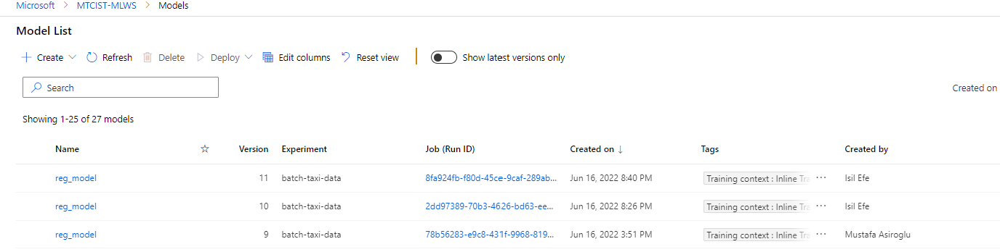 Microsoft > MTCIST-MLWS > Models
Model List
Create Refresh Delete Deploy Edit columns Reset view Show latest versions only
Search Created on
Showing 1-25 of 27 models
Name Version Experiment Job (Run ID) Created on ↓ Tags Created by
reg_model 11 batch-taxi-data 8fa924fb-f80d-45ce-9caf-289ab... Jun 16, 2022 8:40 PM Training context : Inline Tra ... Isil Efe
reg_model 10 batch-taxi-data 2dd97389-70b3-4626-bd63-ee... Jun 16, 2022 8:26 PM Training context : Inline Tra ... Isil Efe
reg_model 9 batch-taxi-data 78b56283-e9c8-431f-9968-819... Jun 16, 2022 3:51 PM Training context : Inline Tra ... Mustafa Asiroglu